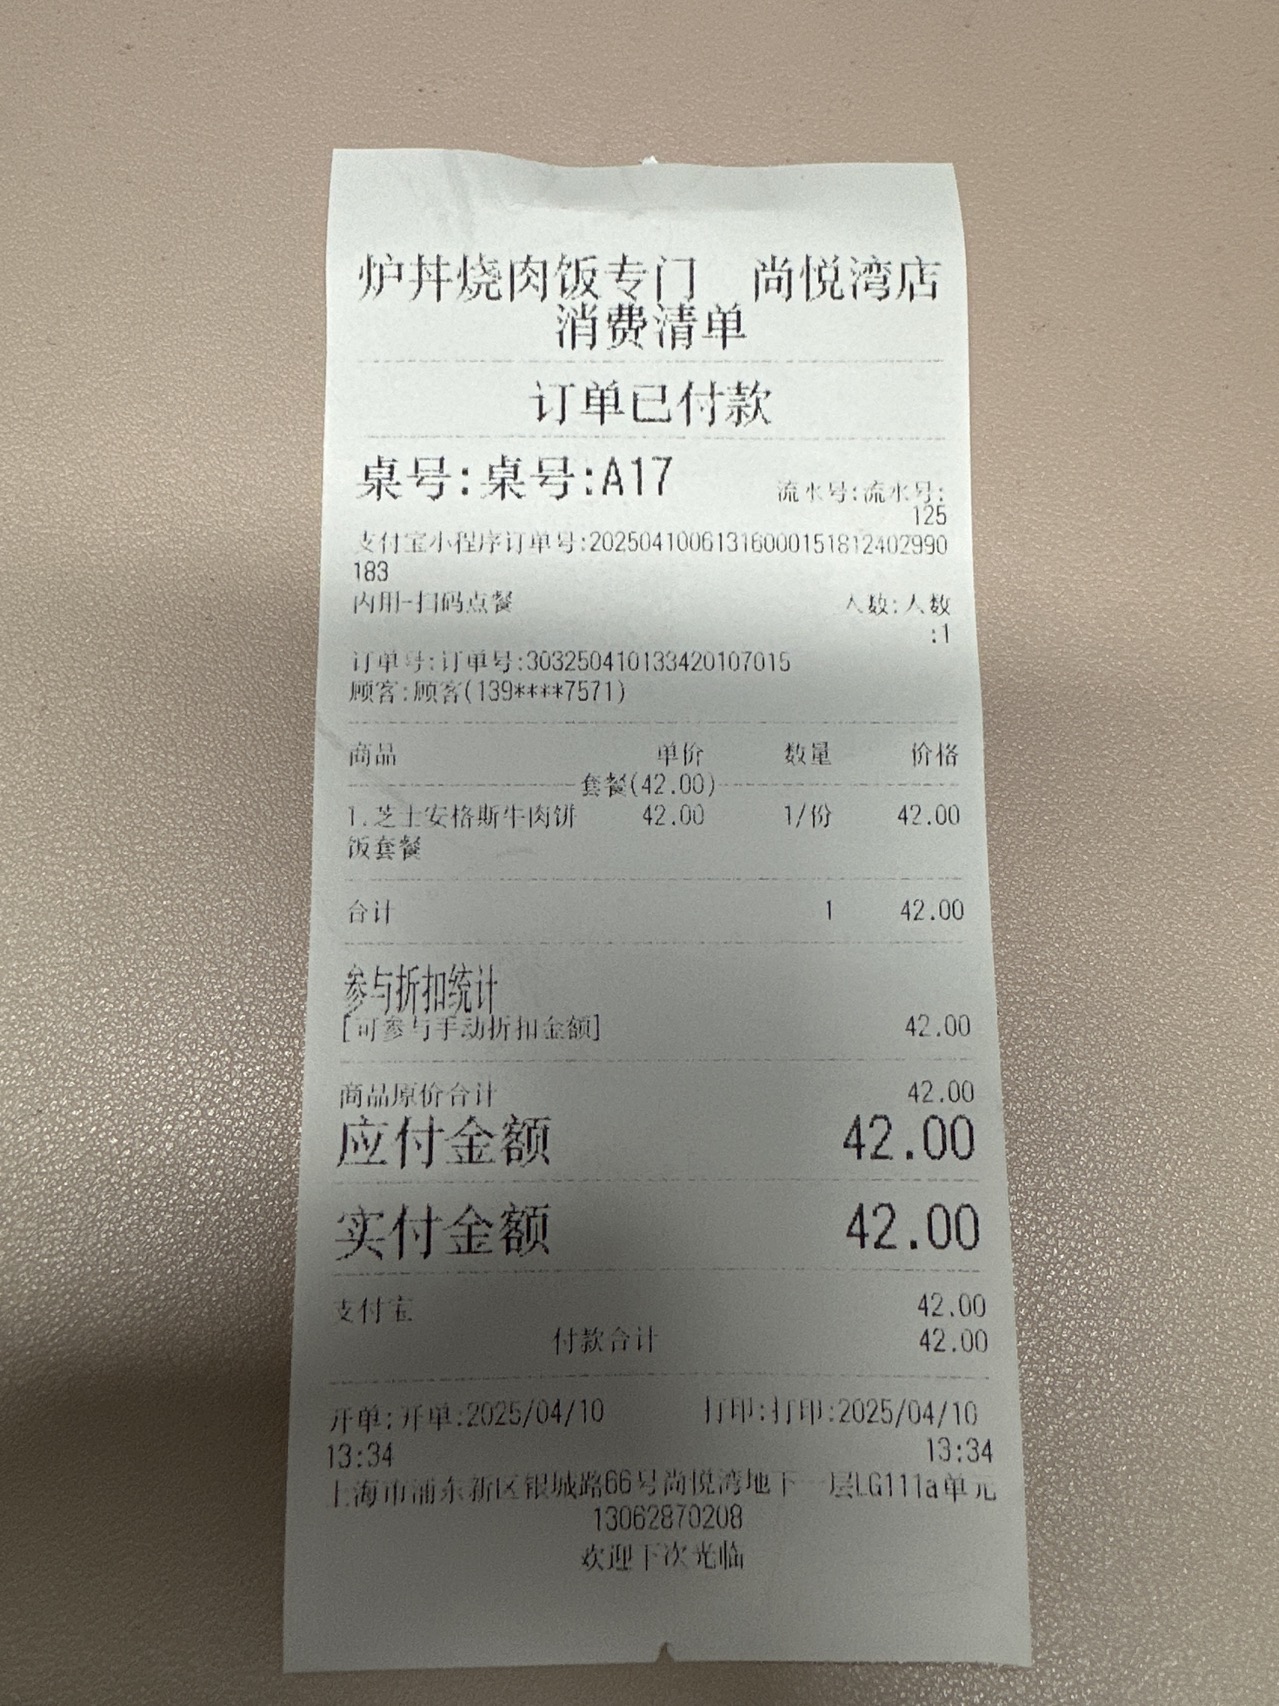 炉丼烧肉饭专门 尚悦湾店
消费清单
订单已付款
桌号:桌号:A17
流水号:流水号:
125
支付宝小程序订单号:2025041006131600015181240299​0
183
内用-扫码点餐 人数:人数
:1
订单号:订单号:303250410133420107015
顾客:顾客(139****7571)
商品 单价 数量 价格
套餐(42.00)
1.芝士安格斯牛肉饼 42.00 1/份 42.00
饭套餐
合计 1 42.00
参与折扣统计
[可参与手动折扣金额] 42.00
商品原价合计 42.00
应付金额 42.00
实付金额 42.00
支付宝 42.00
付款合计 42.00
开单:开单:2025/04/10 打印:打印:2025/04/10
13:34 13:34
上海市浦东新区银城路66号尚悦湾地下一层LG111a单元
13062870208
欢迎下次光临